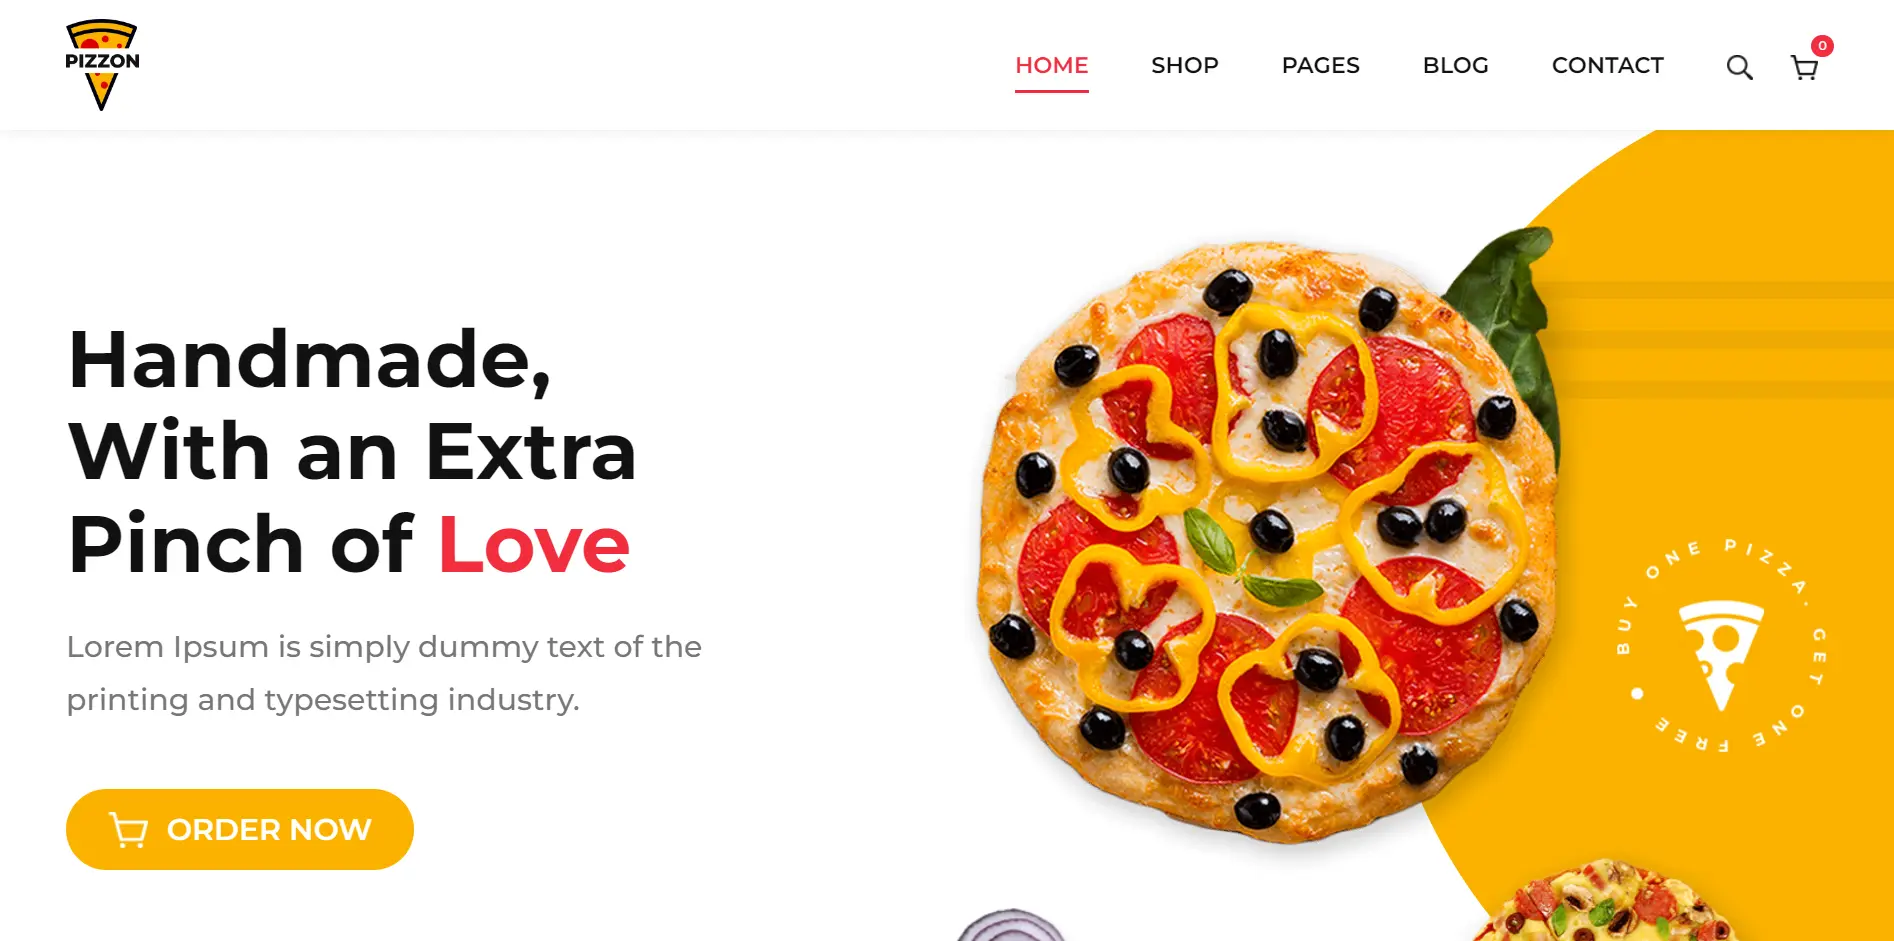 PIZZON
HOME SHOP PAGES BLOG CONTACT
0
Handmade,
With an Extra
Pinch of Love
Lorem Ipsum is simply dummy text of the
printing and typesetting industry.
ORDER NOW
BUY ONE PIZZA. GET ONE FREE